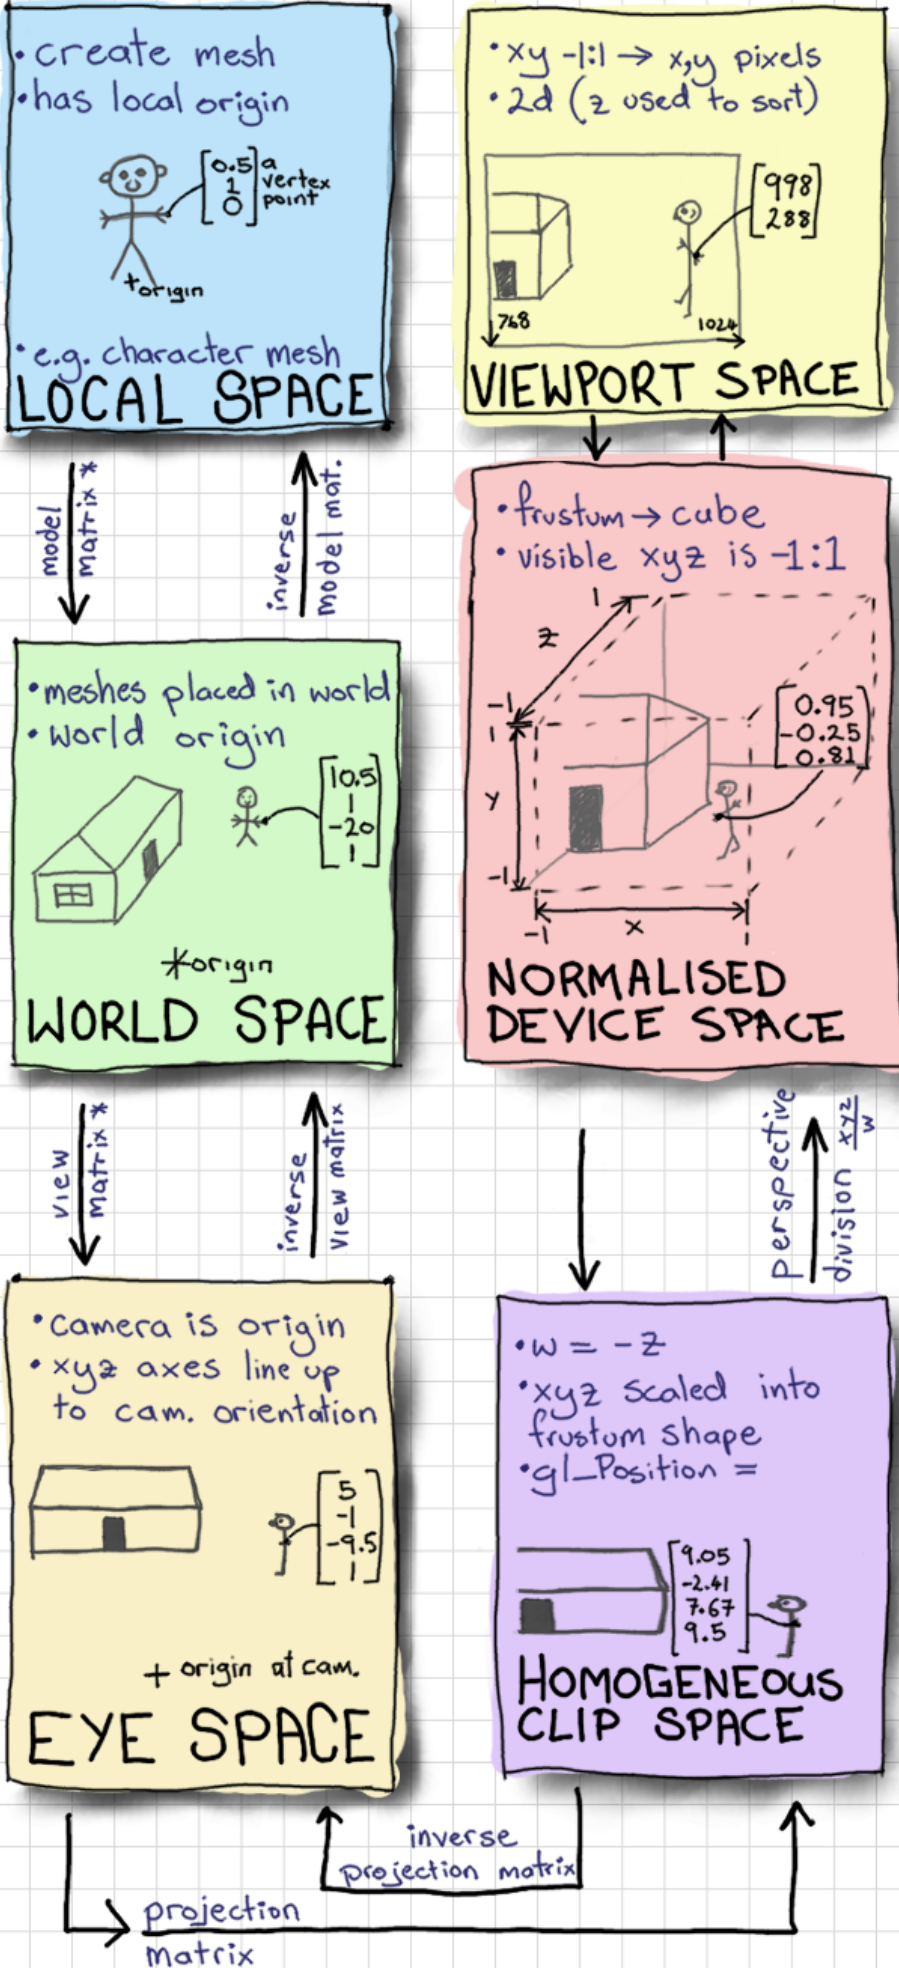 • create mesh
• has local origin
[0.5
1
0]
a
vertex
point
+origin
• e.g. character mesh
LOCAL SPACE
model
matrix *
inverse
model mat.
• meshes placed in world
• world origin
[10.5
1
-20
1]
*origin
WORLD SPACE
view
matrix *
inverse
view matrix
• camera is origin
• xyz axes line up
to cam. orientation
[5
-1
-9.5
1]
+ origin at cam.
EYE SPACE
projection
matrix
inverse
projection matrix
• w = -z
• xyz scaled into
frustum shape
• gl_Position =
[9.05
-2.41
7.67
9.5]
HOMOGENEOUS
CLIP SPACE
perspective
division xyz/w
• frustum → cube
• visible xyz is -1:1
1
z
-1
1
y
-1
[0.95
-0.25
0.81]
-1
x
1
NORMALISED
DEVICE SPACE
• xy -1:1 → x,y pixels
• 2d (z used to sort)
[998
288]
768
1024
VIEWPORT SPACE